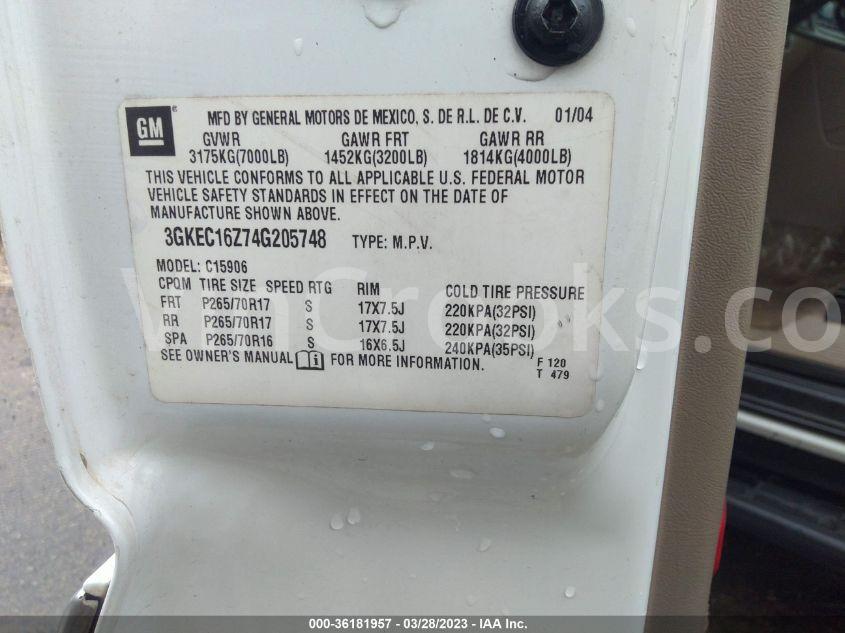 GM
MFD BY GENERAL MOTORS DE MEXICO, S. DE R.L. DE C.V. 01/04
GVWR GAWR FRT GAWR RR
3175KG(7000LB) 1452KG(3200LB) 1814KG(4000LB)
THIS VEHICLE CONFORMS TO ALL APPLICABLE U.S. FEDERAL MOTOR
VEHICLE SAFETY STANDARDS IN EFFECT ON THE DATE OF
MANUFACTURE SHOWN ABOVE.
3GKEC16Z74G205748 TYPE: M.P.V.
MODEL: C15906
CPQM TIRE SIZE SPEED RTG RIM COLD TIRE PRESSURE
FRT P265/70R17 S 17X7.5J 220KPA(32PSI)
RR P265/70R17 S 17X7.5J 220KPA(32PSI)
SPA P265/70R16 S 16X6.5J 240KPA(35PSI)
SEE OWNER'S MANUAL FOR MORE INFORMATION.
F 120
T 479
VinCrooks.com
000-36181957 / 03/28/2023 - IAA Inc.